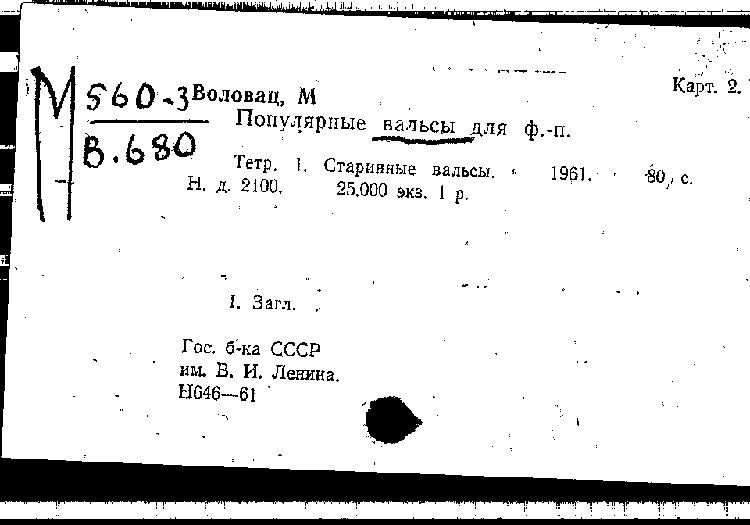 Карт. 2.
М 560-3 Воловац, М
В.680
Популярные вальсы для ф.-п.
Тетр. 1. Старинные вальсы. 1961. 80, с.
Н. д. 2100. 25.000 экз. 1 р.
I. Загл.
Гос. б-ка СССР
им. В. И. Ленина.
Н646—61